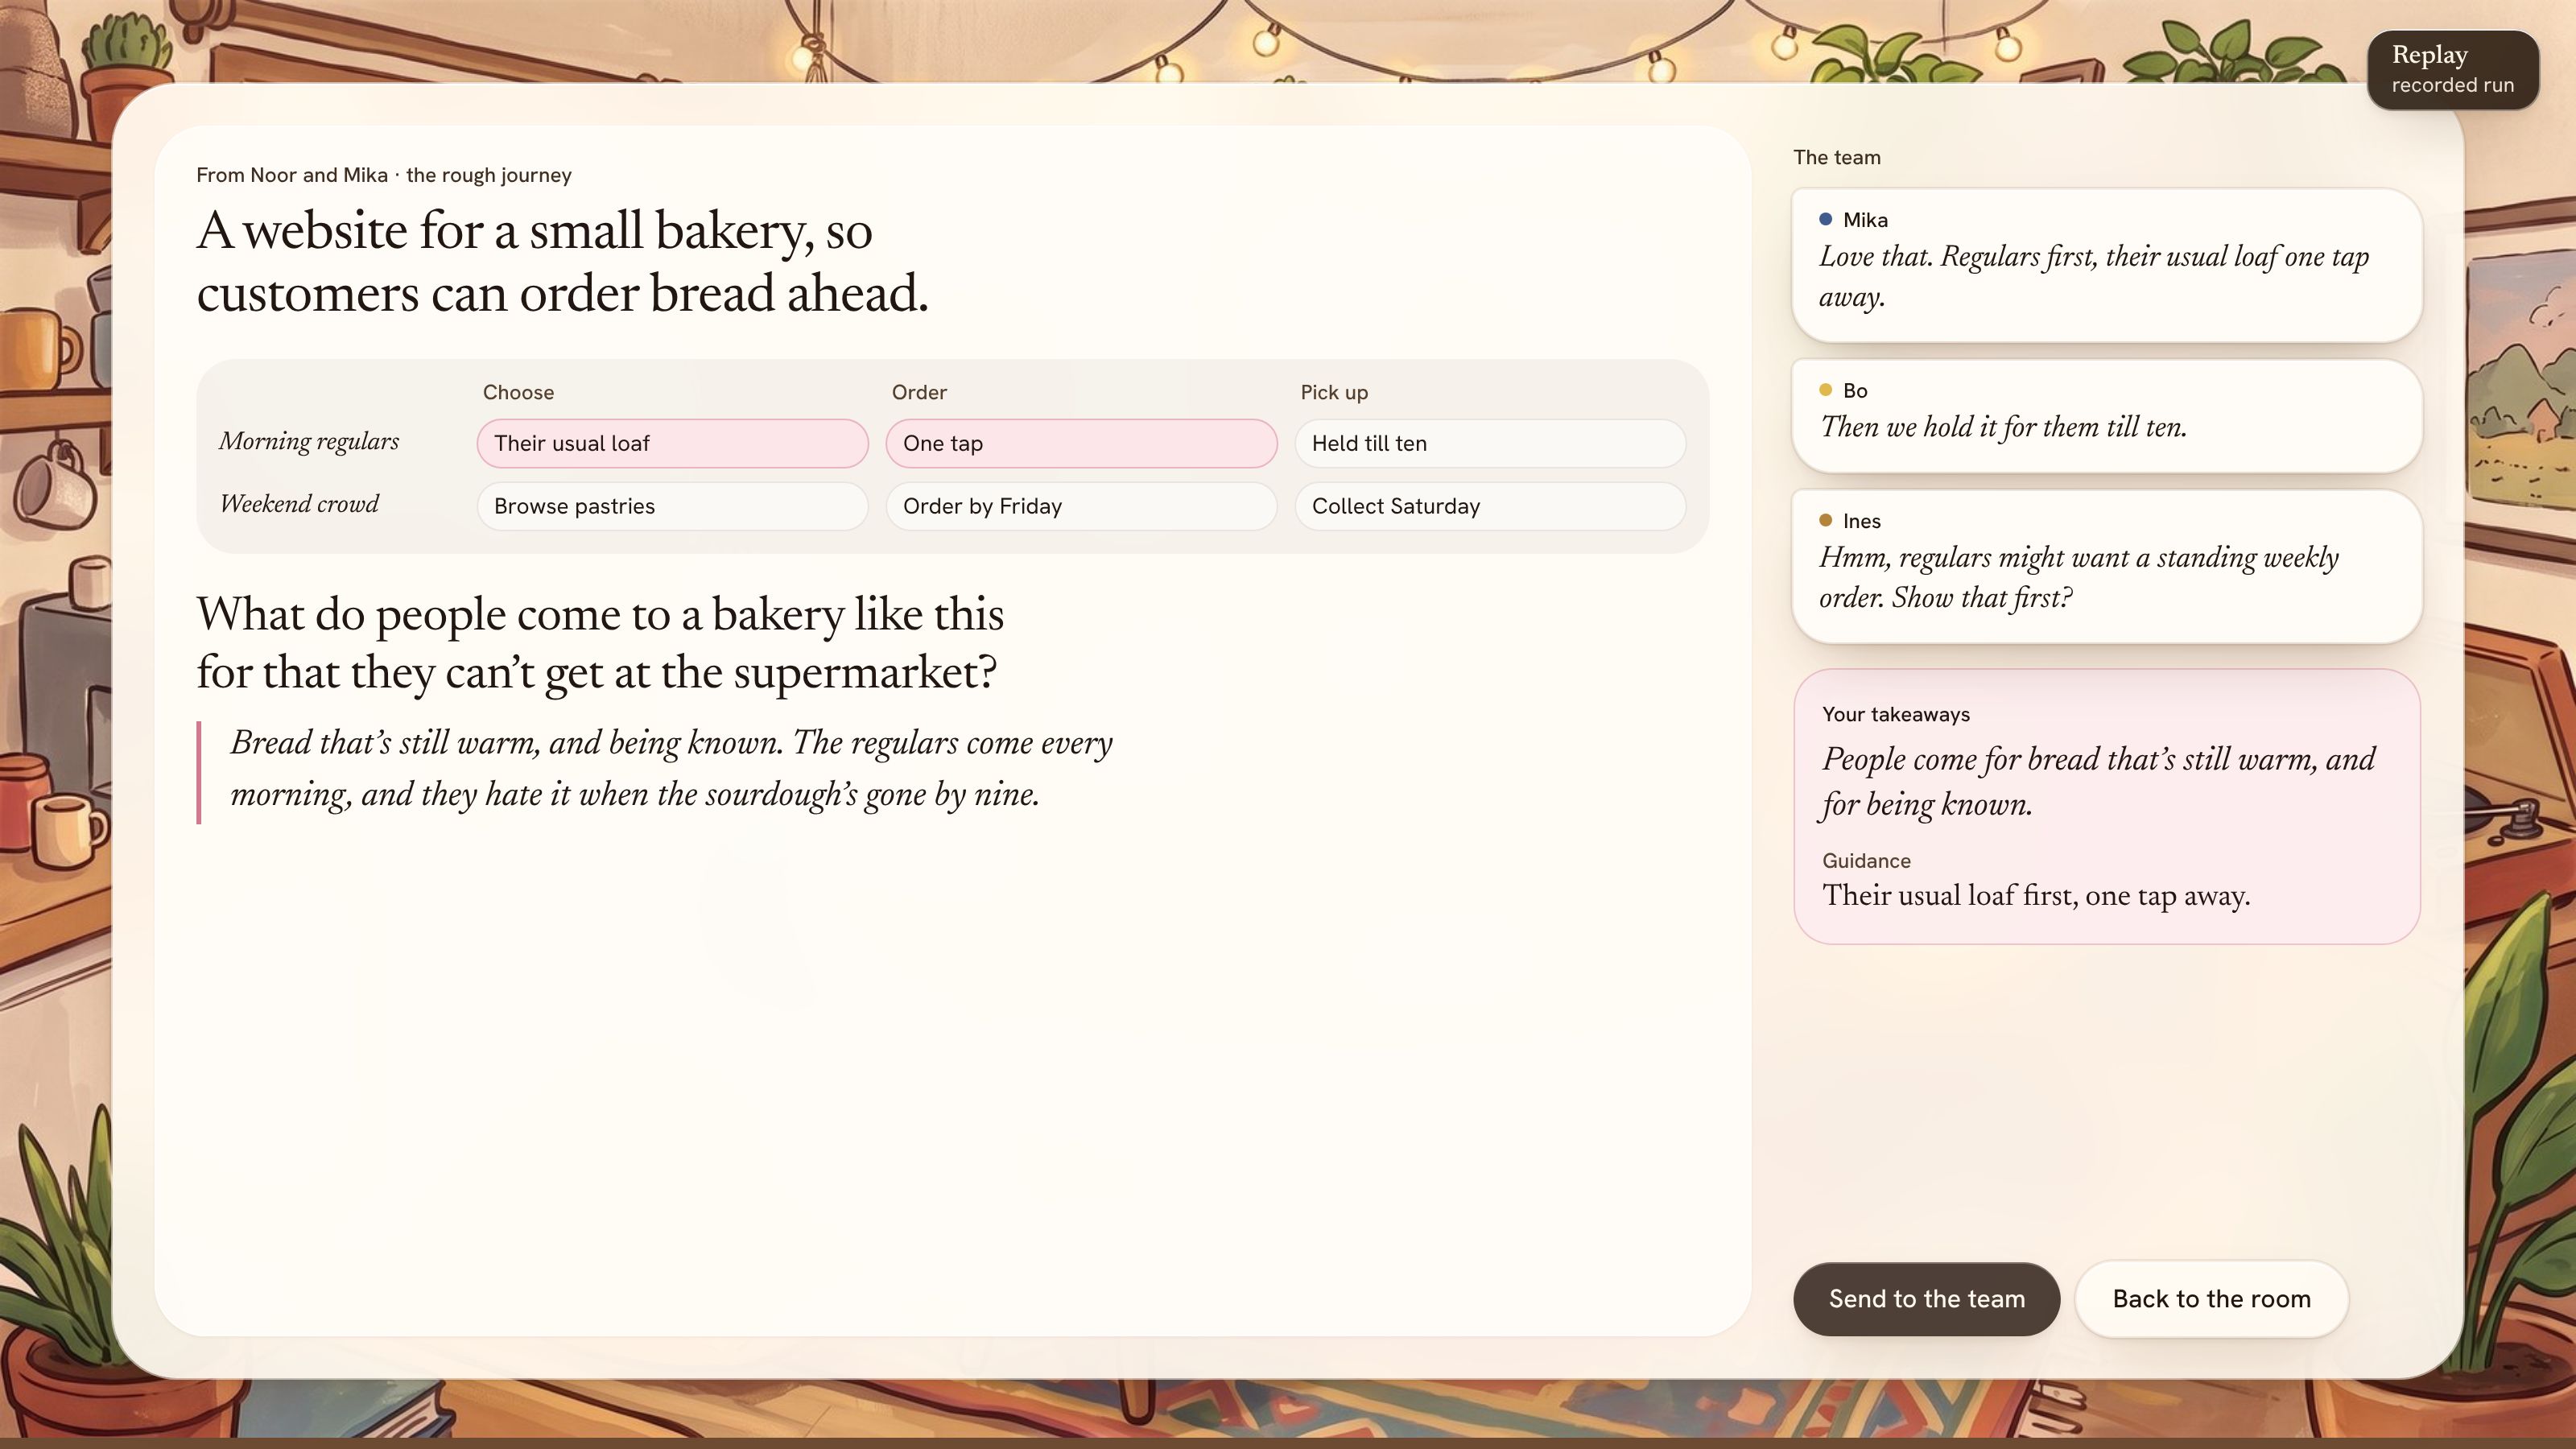 Replay
recorded run
From Noor and Mika · the rough journey
A website for a small bakery, so
customers can order bread ahead.
Choose Order Pick up
Morning regulars Their usual loaf One tap Held till ten
Weekend crowd Browse pastries Order by Friday Collect Saturday
What do people come to a bakery like this
for that they can’t get at the supermarket?
Bread that’s still warm, and being known. The regulars come every
morning, and they hate it when the sourdough’s gone by nine.
The team
Mika
Love that. Regulars first, their usual loaf one tap
away.
Bo
Then we hold it for them till ten.
Ines
Hmm, regulars might want a standing weekly
order. Show that first?
Your takeaways
People come for bread that’s still warm, and
for being known.
Guidance
Their usual loaf first, one tap away.
Send to the team
Back to the room